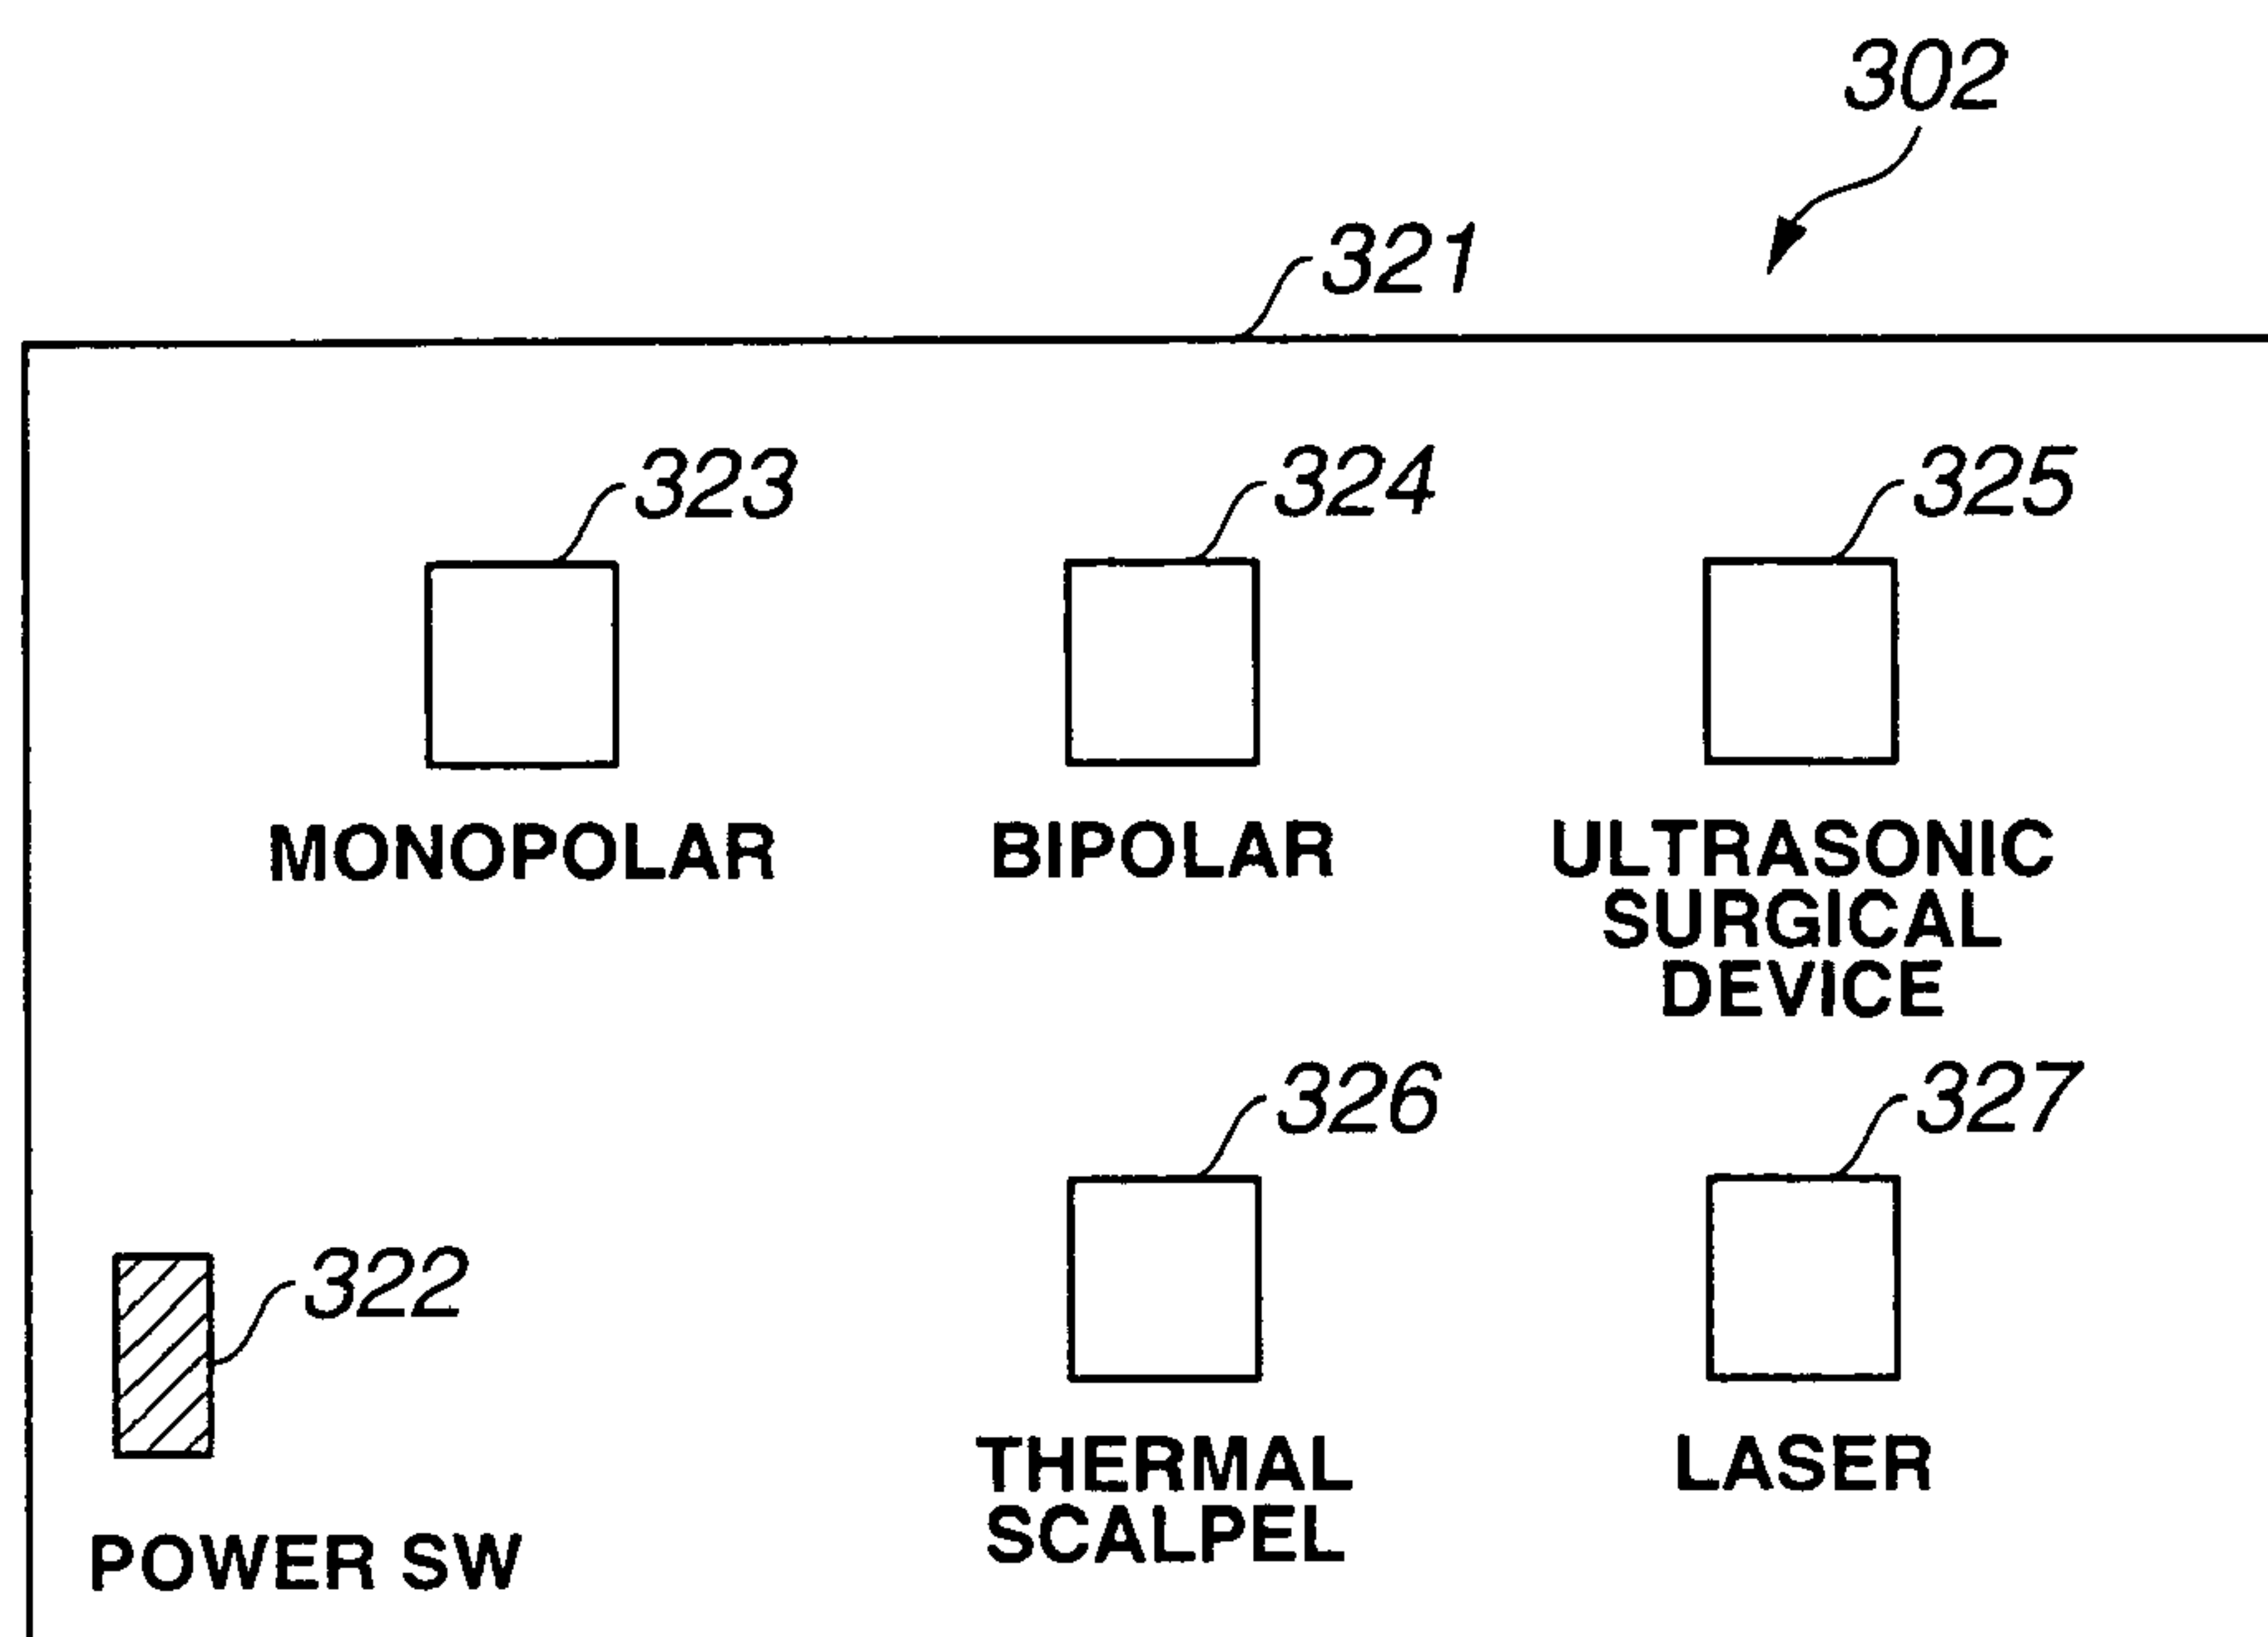 302
321
323
324
325
MONOPOLAR
BIPOLAR
ULTRASONIC
SURGICAL
DEVICE
326
327
322
THERMAL
SCALPEL
LASER
POWER SW